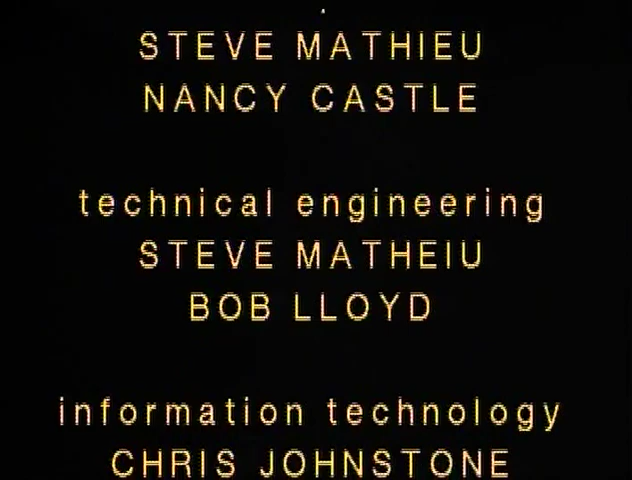 STEVE MATHIEU
NANCY CASTLE
technical engineering
STEVE MATHEIU
BOB LLOYD
information technology
CHRIS JOHNSTONE